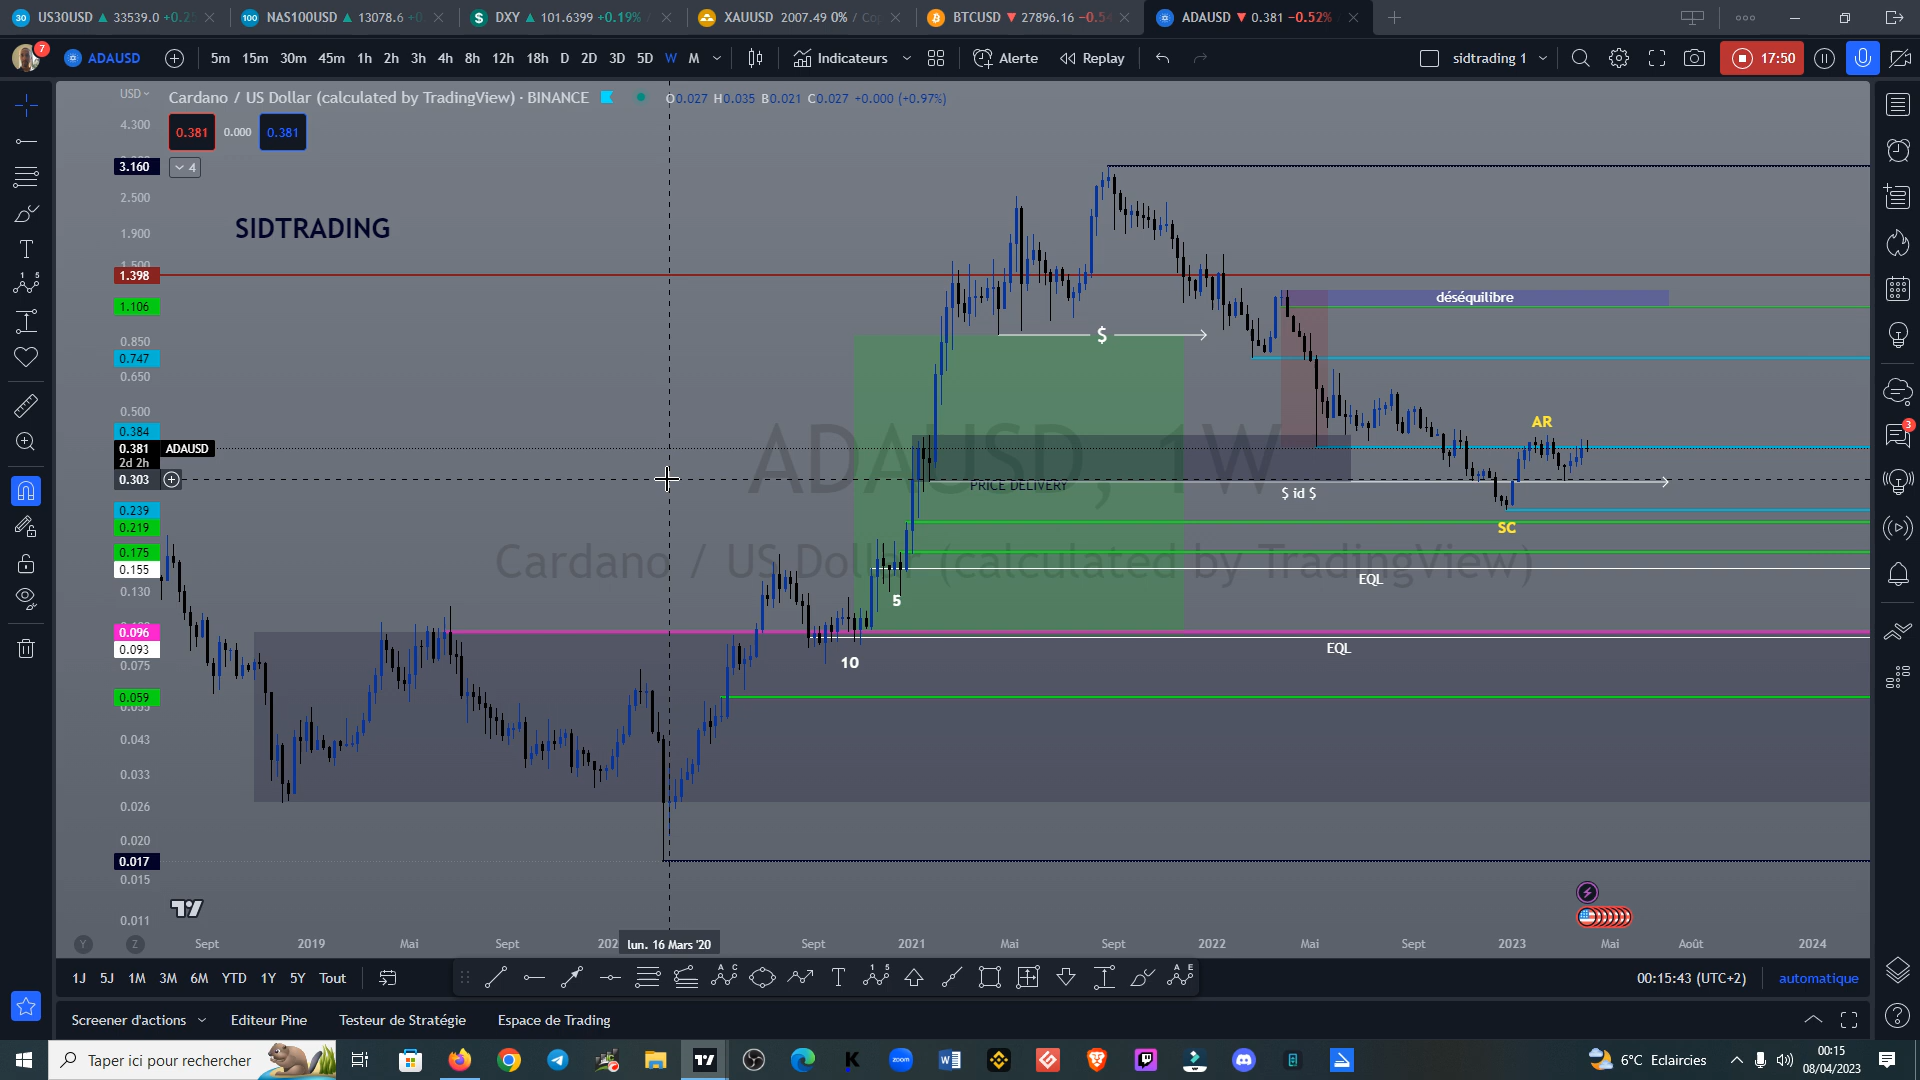 US30USD 33539.0 +0.2
NAS100USD 13078.6 +0.
DXY 101.6399 +0.19%
XAUUSD 2007.49 0% / Co
BTCUSD 27896.16 −0.54
ADAUSD 0.381 −0.52%
7 ADAUSD 5m 15m 30m 45m 1h 2h 3h 4h 8h 12h 18h D 2D 3D 5D W M Indicateurs Alerte Replay sidtrading 1 17:50
USD Cardano / US Dollar (calculated by TradingView) · BINANCE O0.027 H0.035 B0.021 C0.027 +0.000 (+0.97%)
4.300
0.381 0.000 0.381
3.160
4
2.500
SIDTRADING
1.900
1.398
déséquilibre
1.106
$
0.850
0.747
0.650
0.500
AR
0.384
0.381 ADAUSD
2d 2h
ADAUSD, 1W
0.303
PRICE DELIVERY
$ id $
0.239
0.219
SC
0.175
Cardano / US Dollar (calculated by TradingView)
0.155
EQL
0.130
5
0.096
0.093
EQL
10
0.075
0.059
0.043
0.033
0.026
0.020
0.017
0.015
0.011
Y Z Sept 2019 Mai Sept 202 lun. 16 Mars '20 Sept 2021 Mai Sept 2022 Mai Sept 2023 Mai Août 2024
1J 5J 1M 3M 6M YTD 1Y 5Y Tout 00:15:43 (UTC+2) automatique
Screener d'actions Editeur Pine Testeur de Stratégie Espace de Trading
Taper ici pour rechercher zoom 6°C Eclaircies 00:15
08/04/2023
3